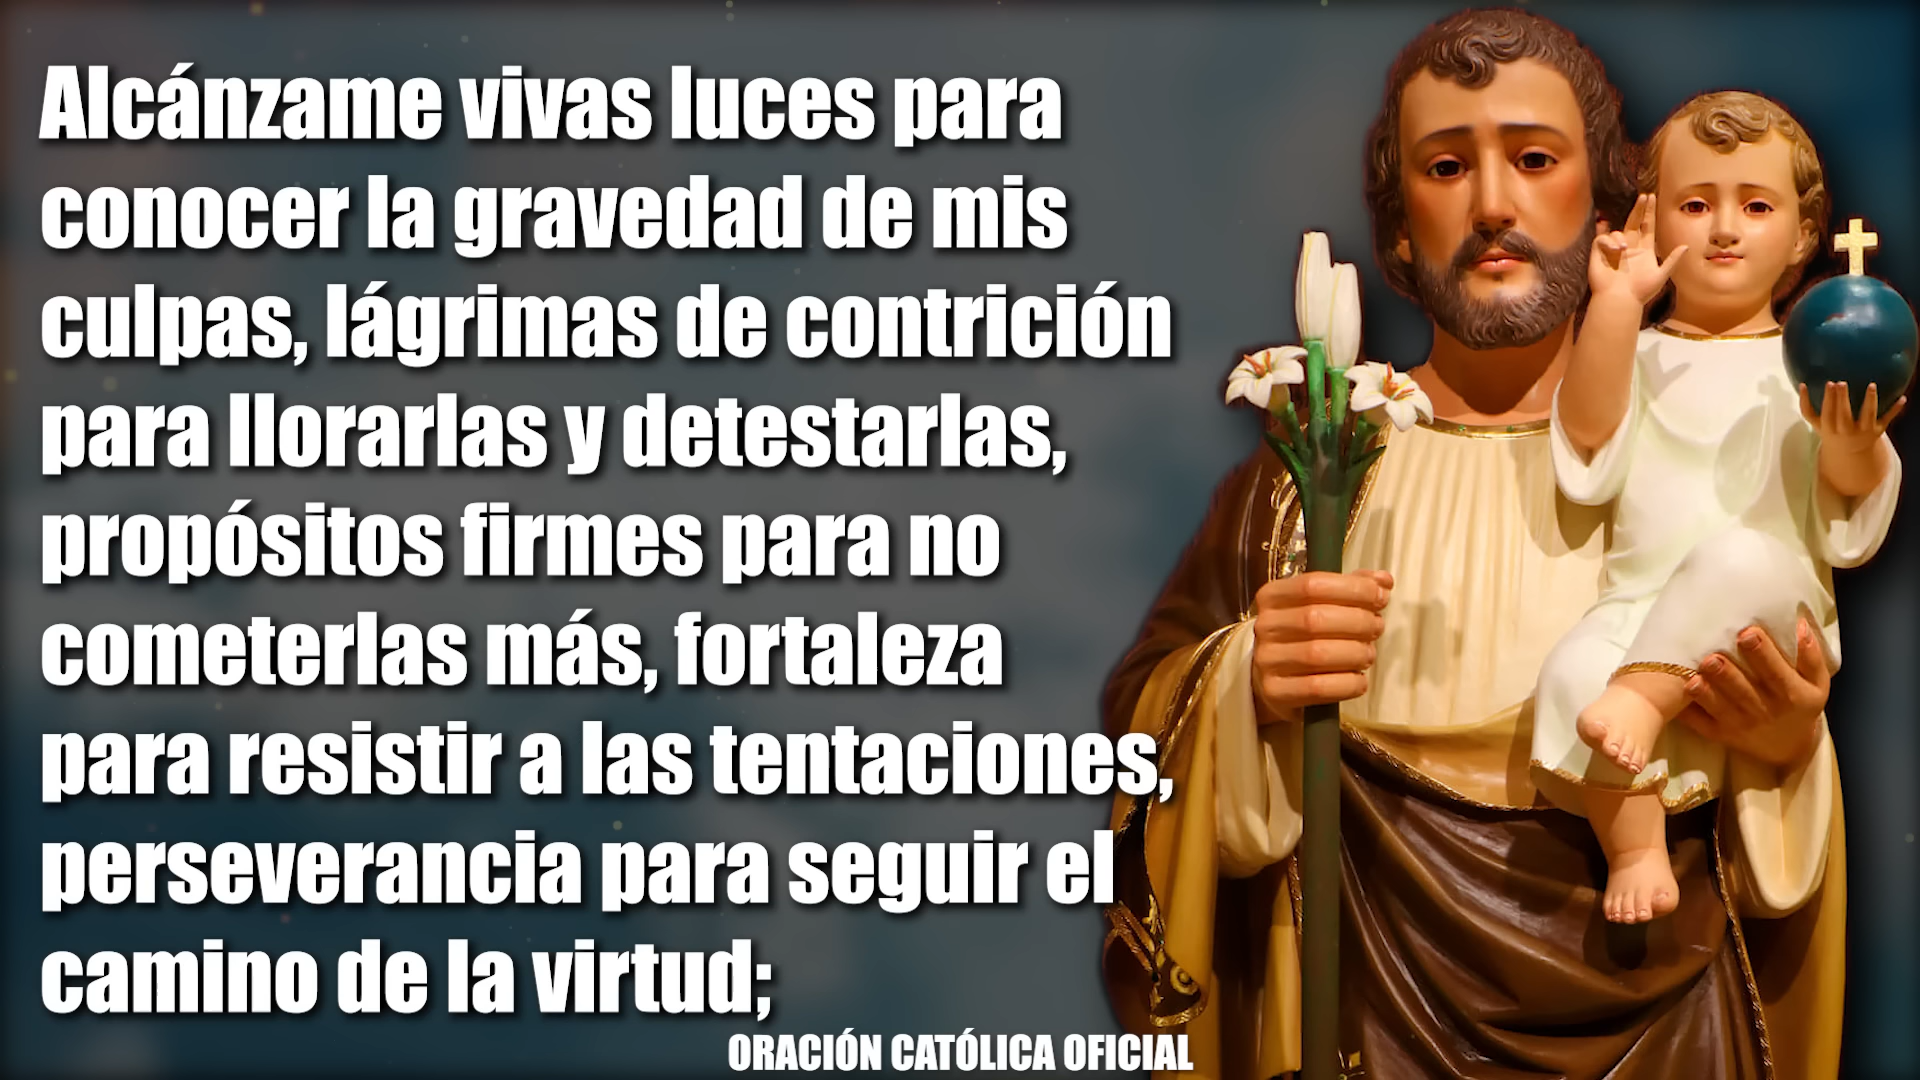 Alcánzame vivas luces para
conocer la gravedad de mis
culpas, lágrimas de contrición
para llorarlas y detestarlas,
propósitos firmes para no
cometerlas más, fortaleza
para resistir a las tentaciones,
perseverancia para seguir el
camino de la virtud;
ORACIÓN CATÓLICA OFICIAL